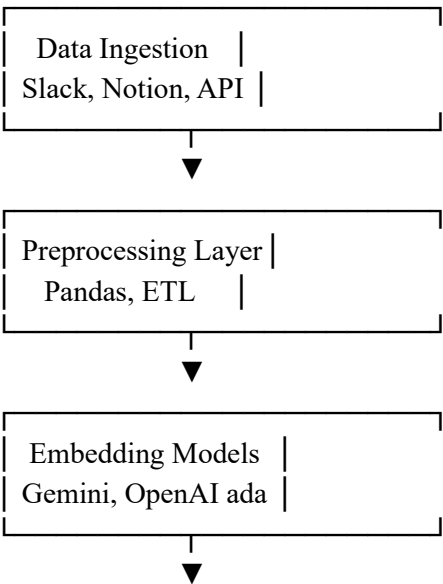 Data Ingestion
Slack, Notion, API
Preprocessing Layer
Pandas, ETL
Embedding Models
Gemini, OpenAI ada